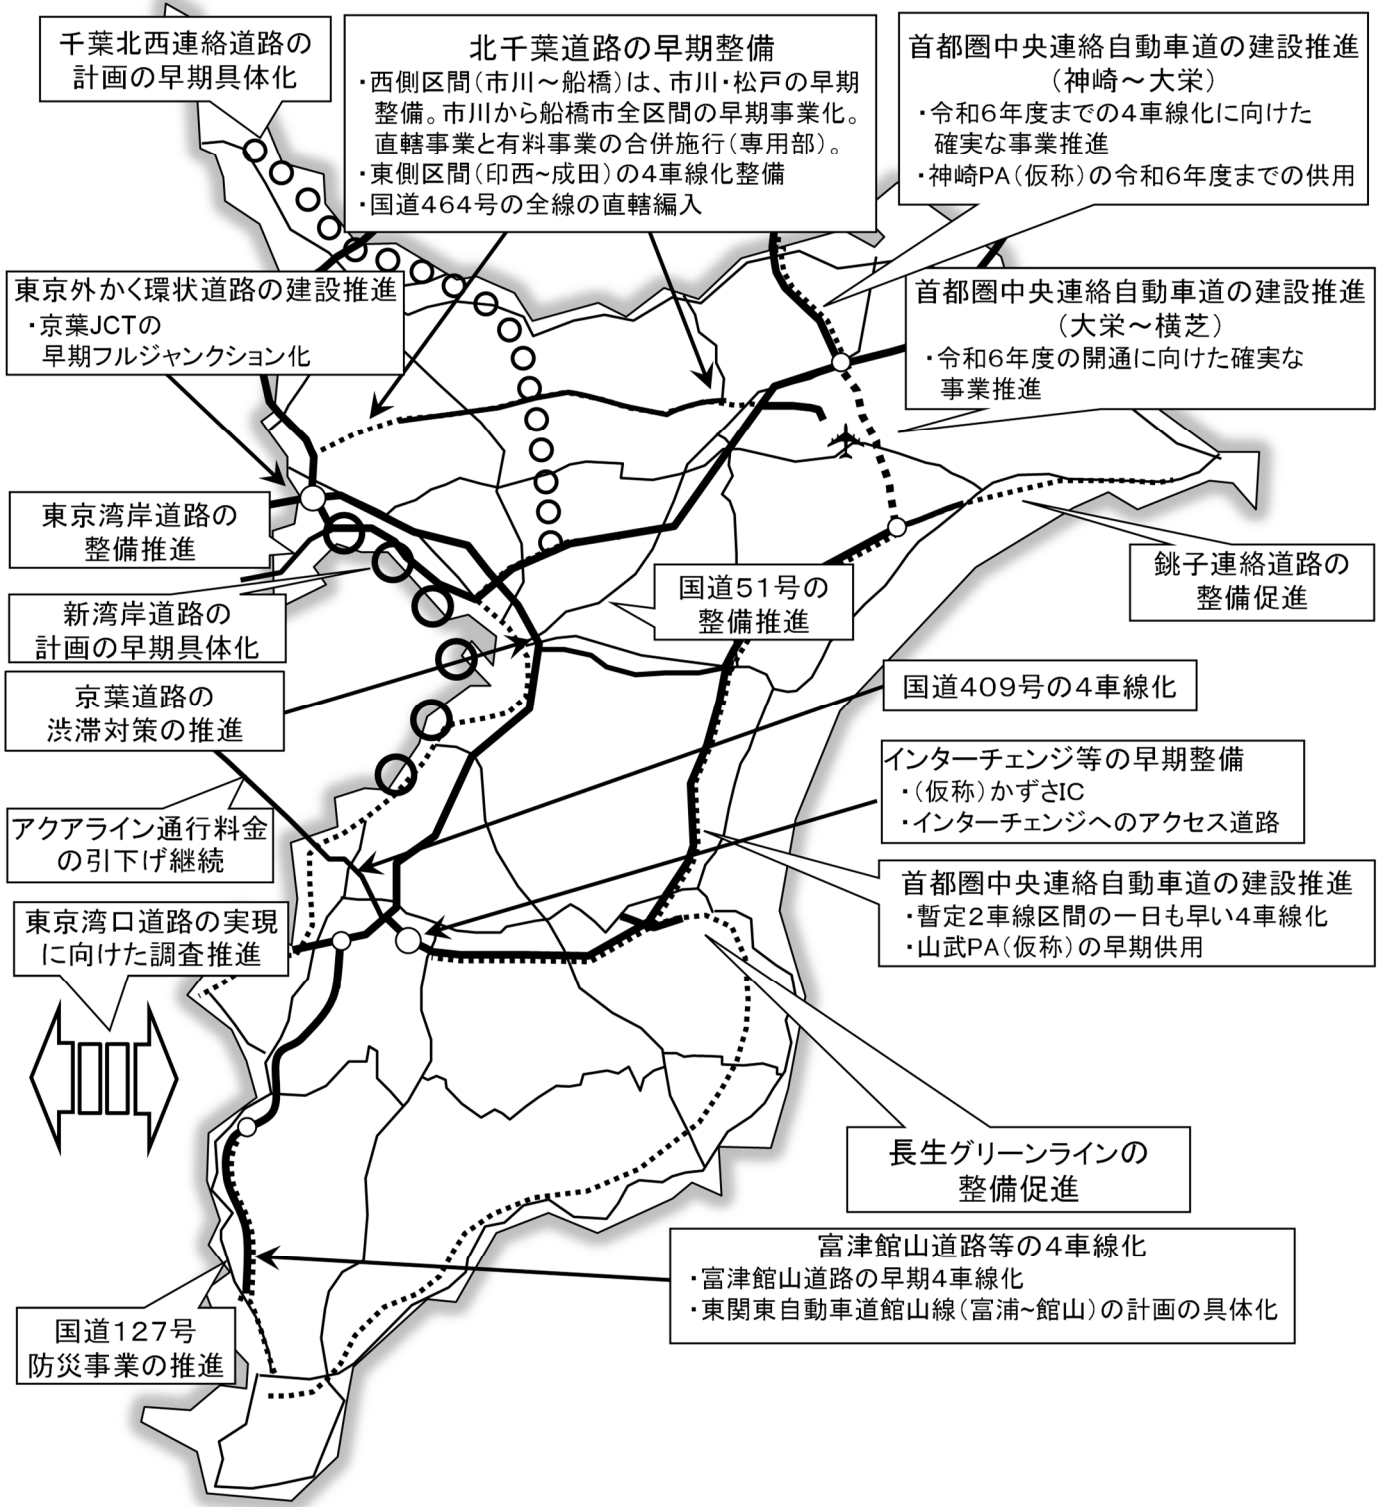 千葉北西連絡道路の
計画の早期具体化
北千葉道路の早期整備
・西側区間（市川～船橋）は、市川・松戸の早期
整備。市川から船橋市全区間の早期事業化。
直轄事業と有料事業の合併施行（専用部）。
・東側区間（印西~成田）の４車線化整備
・国道４６４号の全線の直轄編入
首都圏中央連絡自動車道の建設推進
（神崎～大栄）
・令和６年度までの４車線化に向けた
確実な事業推進
・神崎PA（仮称）の令和６年度までの供用
東京外かく環状道路の建設推進
・京葉JCTの
早期フルジャンクション化
首都圏中央連絡自動車道の建設推進
（大栄～横芝）
・令和６年度の開通に向けた確実な
事業推進
東京湾岸道路の
整備推進
銚子連絡道路の
整備促進
国道５１号の
整備推進
新湾岸道路の
計画の早期具体化
京葉道路の
渋滞対策の推進
国道４０９号の４車線化
インターチェンジ等の早期整備
・（仮称）かずさIC
・インターチェンジへのアクセス道路
アクアライン通行料金
の引下げ継続
首都圏中央連絡自動車道の建設推進
・暫定２車線区間の一日も早い４車線化
・山武PA（仮称）の早期供用
東京湾口道路の実現
に向けた調査推進
長生グリーンラインの
整備促進
富津館山道路等の４車線化
・富津館山道路の早期４車線化
・東関東自動車道館山線（富浦~館山）の計画の具体化
国道１２７号
防災事業の推進